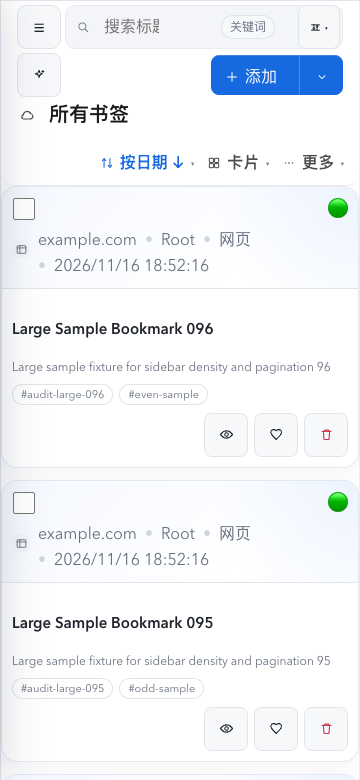 搜索标题
关键词
添加
所有书签
按日期
卡片
更多
example.com • Root • 网页
• 2026/11/16 18:52:16
Large Sample Bookmark 096
Large sample fixture for sidebar density and pagination 96
#audit-large-096 #even-sample
example.com • Root • 网页
• 2026/11/16 18:52:16
Large Sample Bookmark 095
Large sample fixture for sidebar density and pagination 95
#audit-large-095 #odd-sample